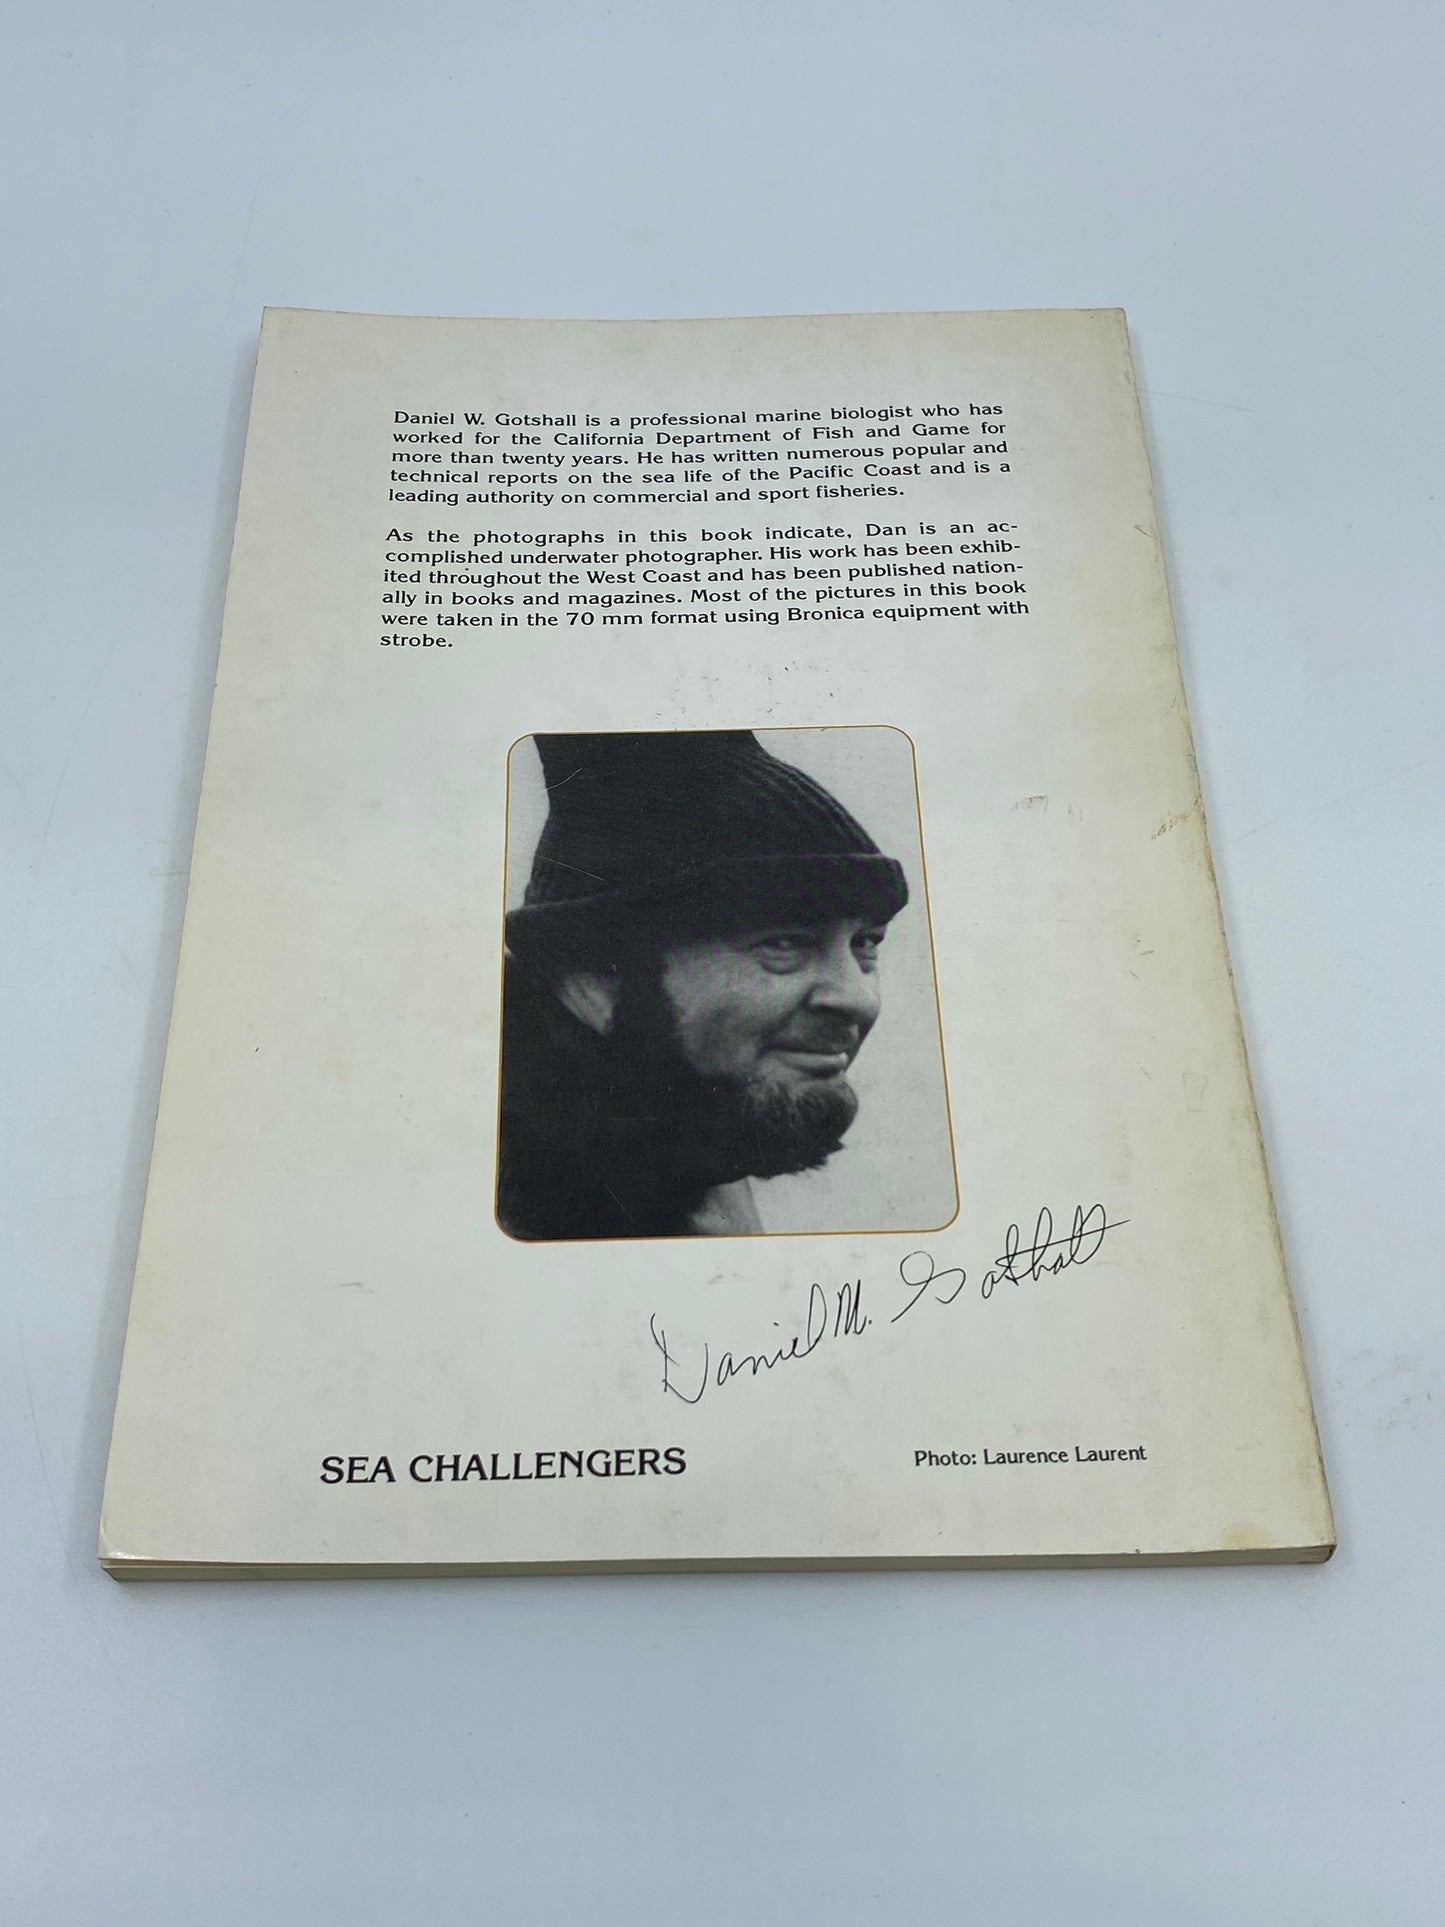 Daniel W. Gotshall is a professional marine biologist who has
worked for the California Department of Fish and Game for
more than twenty years. He has written numerous popular and
technical reports on the sea life of the Pacific Coast and is a
leading authority on commercial and sport fisheries.
As the photographs in this book indicate, Dan is an ac-
complished underwater photographer. His work has been exhib-
ited throughout the West Coast and has been published nation-
ally in books and magazines. Most of the pictures in this book
were taken in the 70 mm format using Bronica equipment with
strobe.
Daniel W. Gotshall
SEA CHALLENGERS
Photo: Laurence Laurent